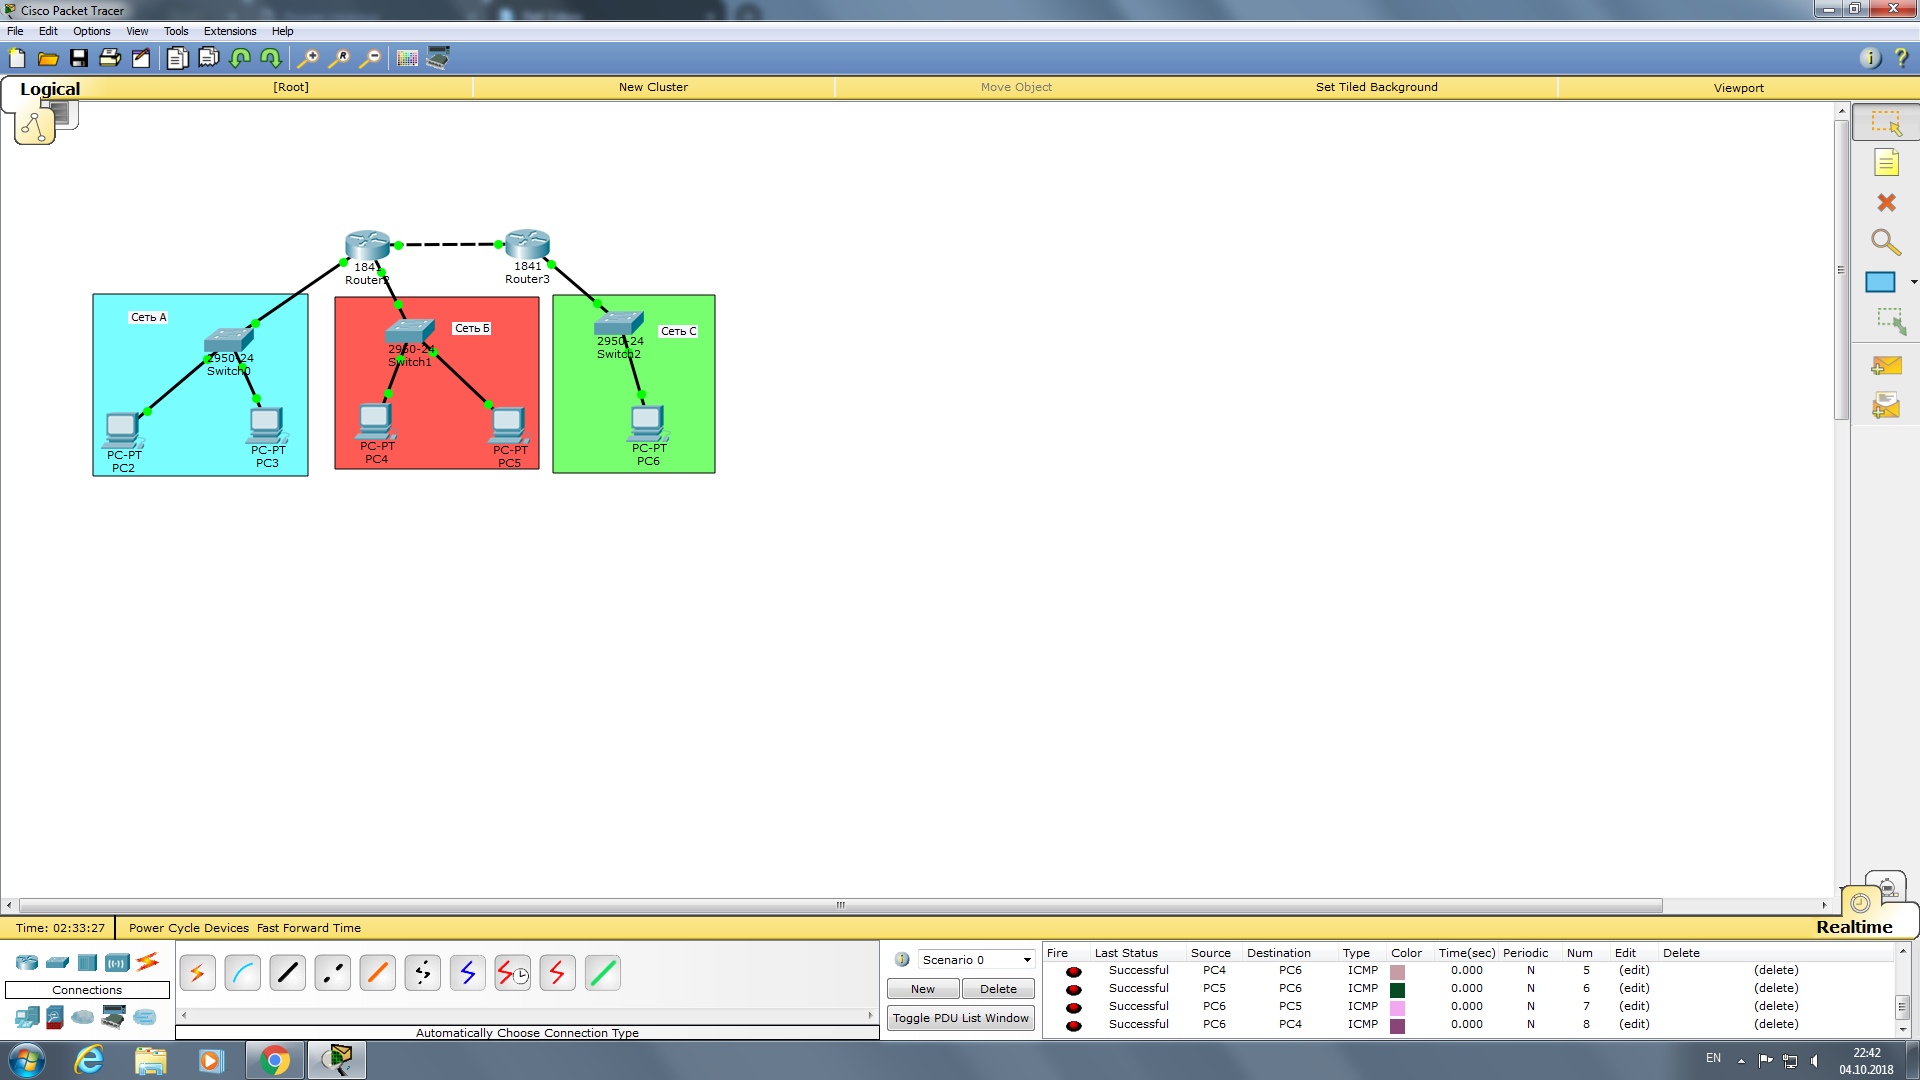 Cisco Packet Tracer
File Edit Options View Tools Extensions Help
Logical [Root] New Cluster Move Object Set Tiled Background Viewport
1841
Router2
1841
Router3
Сеть А
2950-24
Switch0
PC-PT
PC2
PC-PT
PC3
Сеть Б
2950-24
Switch1
PC-PT
PC4
PC-PT
PC5
Сеть С
2950-24
Switch2
PC-PT
PC6
Time: 02:33:27 Power Cycle Devices Fast Forward Time Realtime
Connections
Automatically Choose Connection Type
Scenario 0
New Delete
Toggle PDU List Window
Fire Last Status Source Destination Type Color Time(sec) Periodic Num Edit Delete
Successful PC4 PC6 ICMP 0.000 N 5 (edit) (delete)
Successful PC5 PC6 ICMP 0.000 N 6 (edit) (delete)
Successful PC6 PC5 ICMP 0.000 N 7 (edit) (delete)
Successful PC6 PC4 ICMP 0.000 N 8 (edit) (delete)
EN
22:42
04.10.2018